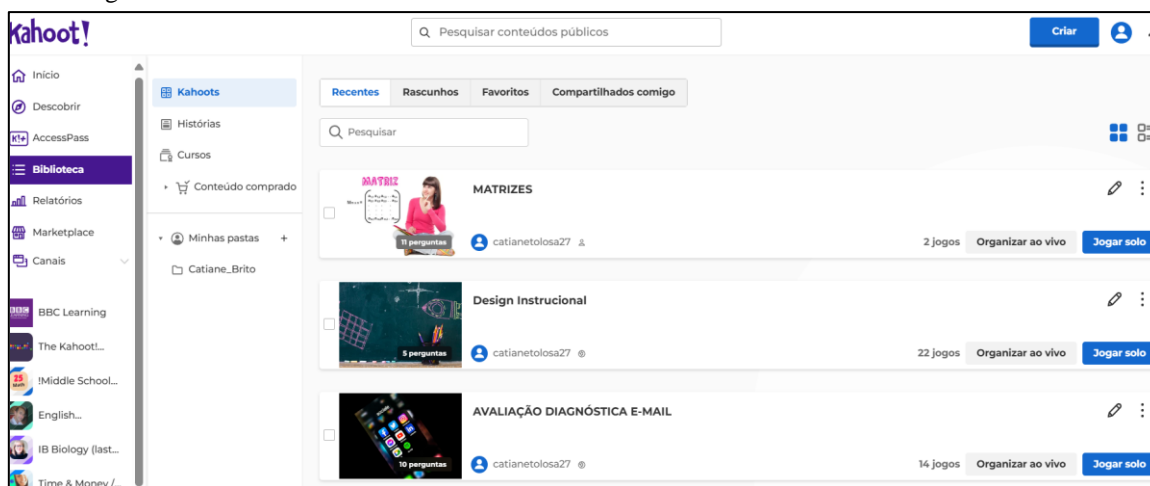 Kahoot!
Pesquisar conteúdos públicos
Criar
Início
Descobrir
K!+ AccessPass
Biblioteca
Relatórios
Marketplace
Canais
BBC Learning
The Kahoot!...
!Middle School...
English...
IB Biology (last...
Time & Money /...
Kahoots
Histórias
Cursos
Conteúdo comprado
Minhas pastas +
Catiane_Brito
Recentes Rascunhos Favoritos Compartilhados comigo
Pesquisar
MATRIZ
11 perguntas
MATRIZES
catianetolosa27
2 jogos Organizar ao vivo Jogar solo
5 perguntas
Design Instrucional
catianetolosa27
22 jogos Organizar ao vivo Jogar solo
10 perguntas
AVALIAÇÃO DIAGNÓSTICA E-MAIL
catianetolosa27
14 jogos Organizar ao vivo Jogar solo